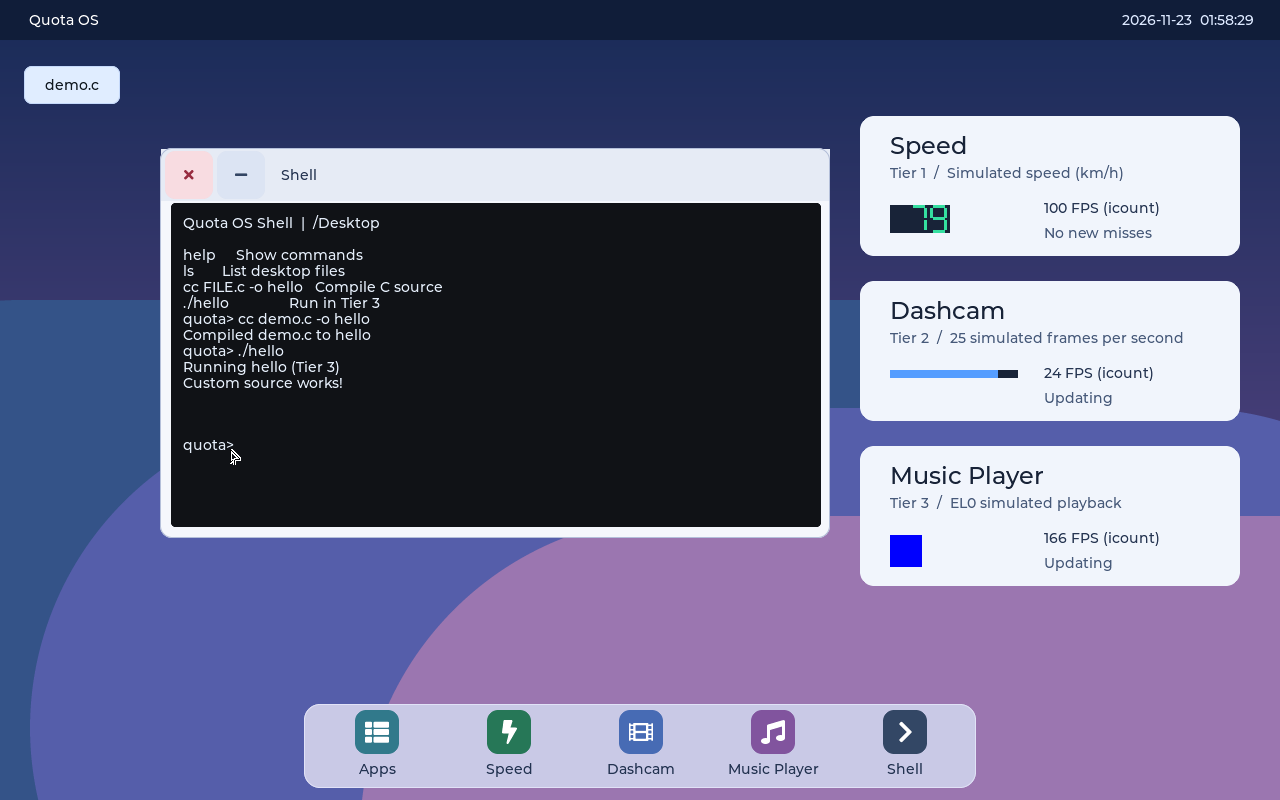 Quota OS
2026-11-23 01:58:29
demo.c
Shell
Quota OS Shell | /Desktop
help Show commands
ls List desktop files
cc FILE.c -o hello Compile C source
./hello Run in Tier 3
quota> cc demo.c -o hello
Compiled demo.c to hello
quota> ./hello
Running hello (Tier 3)
Custom source works!
quota>
Speed
Tier 1 / Simulated speed (km/h)
79
100 FPS (icount)
No new misses
Dashcam
Tier 2 / 25 simulated frames per second
24 FPS (icount)
Updating
Music Player
Tier 3 / EL0 simulated playback
166 FPS (icount)
Updating
Apps
Speed
Dashcam
Music Player
Shell